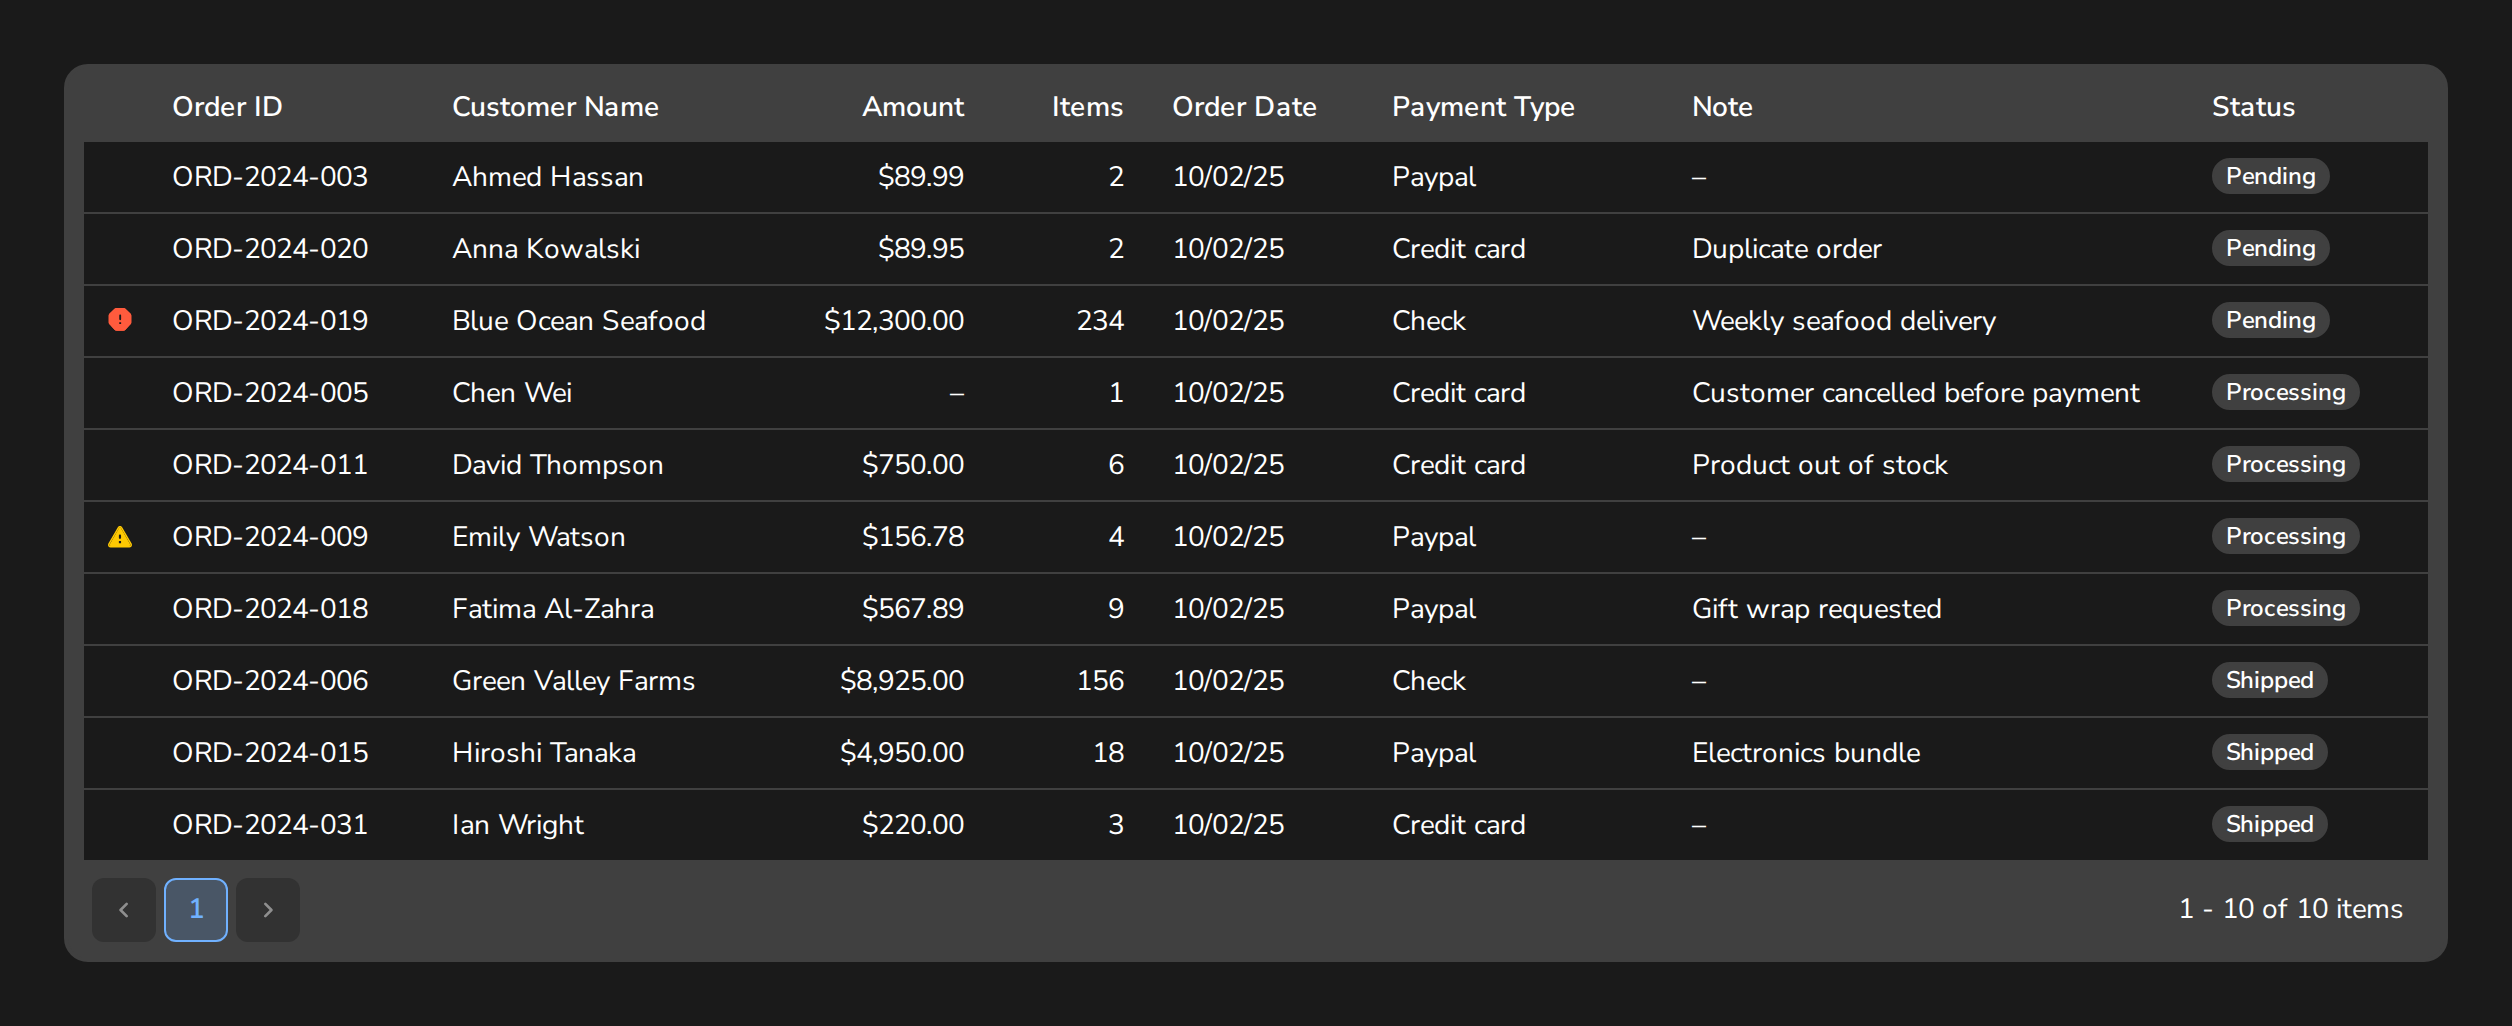 Order ID Customer Name Amount Items Order Date Payment Type Note Status
ORD-2024-003 Ahmed Hassan $89.99 2 10/02/25 Paypal – Pending
ORD-2024-020 Anna Kowalski $89.95 2 10/02/25 Credit card Duplicate order Pending
ORD-2024-019 Blue Ocean Seafood $12,300.00 234 10/02/25 Check Weekly seafood delivery Pending
ORD-2024-005 Chen Wei – 1 10/02/25 Credit card Customer cancelled before payment Processing
ORD-2024-011 David Thompson $750.00 6 10/02/25 Credit card Product out of stock Processing
ORD-2024-009 Emily Watson $156.78 4 10/02/25 Paypal – Processing
ORD-2024-018 Fatima Al-Zahra $567.89 9 10/02/25 Paypal Gift wrap requested Processing
ORD-2024-006 Green Valley Farms $8,925.00 156 10/02/25 Check – Shipped
ORD-2024-015 Hiroshi Tanaka $4,950.00 18 10/02/25 Paypal Electronics bundle Shipped
ORD-2024-031 Ian Wright $220.00 3 10/02/25 Credit card – Shipped
1 1 - 10 of 10 items